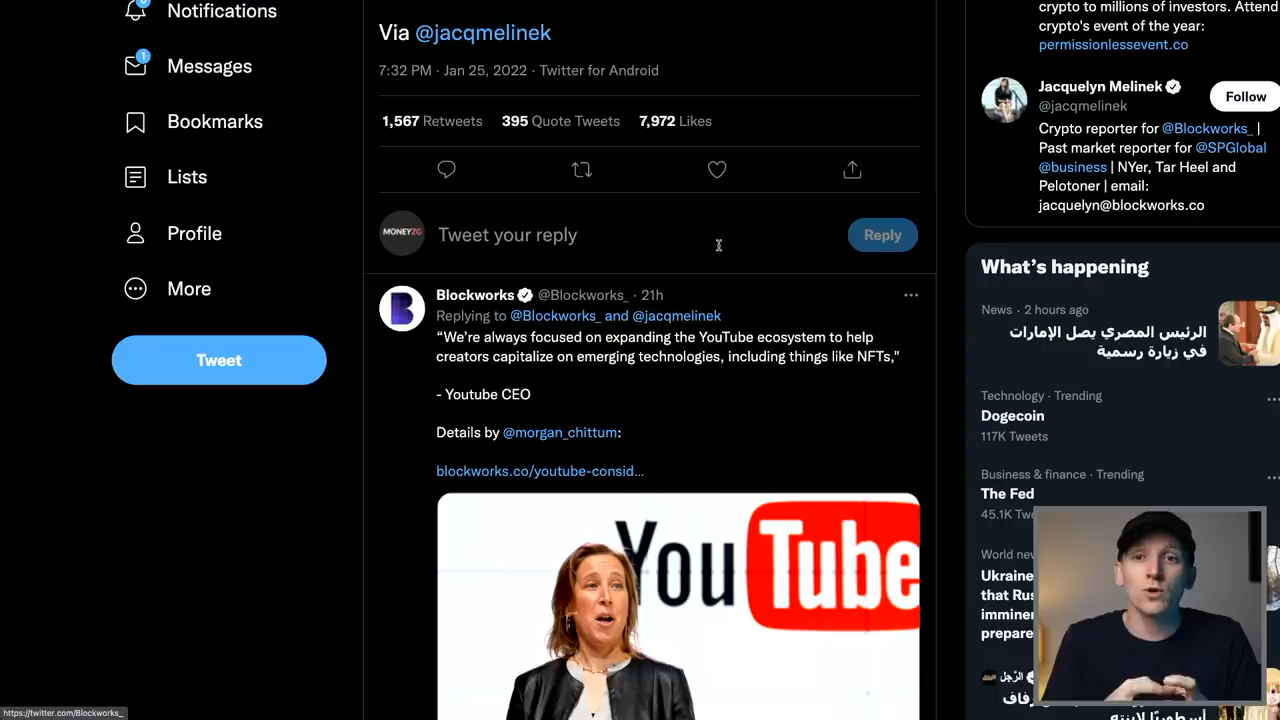 Notifications
Messages
1
Bookmarks
Lists
Profile
More
Tweet
Via @jacqmelinek
7:32 PM · Jan 25, 2022 · Twitter for Android
1,567 Retweets 395 Quote Tweets 7,972 Likes
MONEYZG
Tweet your reply
Reply
Blockworks @Blockworks_ · 21h
Replying to @Blockworks_ and @jacqmelinek
“We’re always focused on expanding the YouTube ecosystem to help
creators capitalize on emerging technologies, including things like NFTs,"
- Youtube CEO
Details by @morgan_chittum:
blockworks.co/youtube-consid...
YouTube
crypto to millions of investors. Attend
crypto's event of the year:
permissionlessevent.co
Jacquelyn Melinek
@jacqmelinek
Follow
Crypto reporter for @Blockworks_ |
Past market reporter for @SPGlobal
@business | NYer, Tar Heel and
Pelotoner | email:
jacquelyn@blockworks.co
What’s happening
News · 2 hours ago
الرئيس المصري يصل الإمارات
في زيارة رسمية
Technology · Trending
Dogecoin
117K Tweets
Business & finance · Trending
The Fed
45.1K
Ukraine
that
prepare
https://twitter.com/Blockworks_